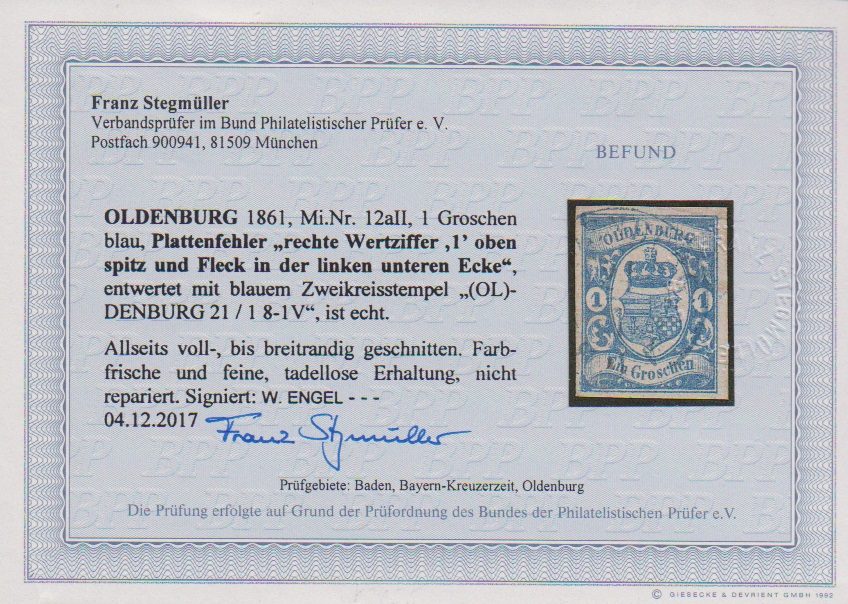 Franz Stegmüller
Verbandsprüfer im Bund Philatelistischer Prüfer e. V.
Postfach 900941, 81509 München
BEFUND
OLDENBURG 1861, Mi.Nr. 12aII, 1 Groschen
blau, Plattenfehler „rechte Wertziffer ‚1’ oben
spitz und Fleck in der linken unteren Ecke“,
entwertet mit blauem Zweikreisstempel „(OL)-
DENBURG 21 / 1 8-1V“, ist echt.
Allseits voll-, bis breitrandig geschnitten. Farb-
frische und feine, tadellose Erhaltung, nicht
repariert. Signiert: W. ENGEL - - -
04.12.2017 Franz Stegmüller
OLDENBURG
1 1
Ein Groschen
Prüfgebiete: Baden, Bayern-Kreuzerzeit, Oldenburg
Die Prüfung erfolgte auf Grund der Prüfordnung des Bundes der Philatelistischen Prüfer e.V.
© GIESECKE & DEVRIENT GMBH 1992